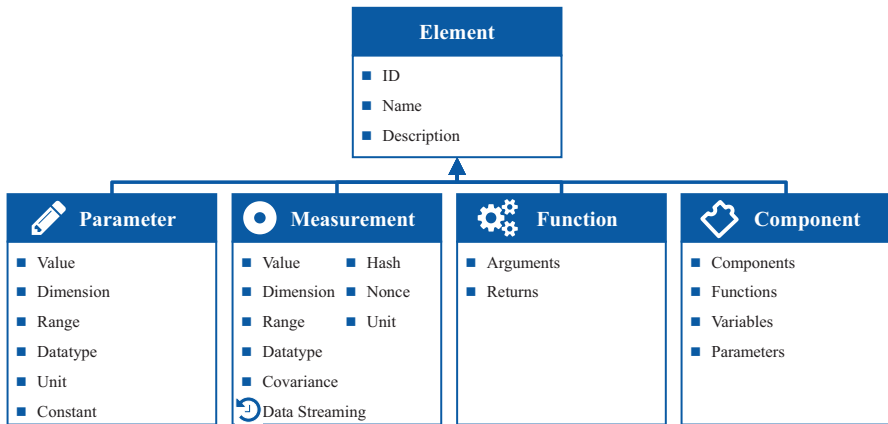 Element
ID
Name
Description
Parameter
Value
Dimension
Range
Datatype
Unit
Constant
Measurement
Value
Dimension
Range
Datatype
Covariance
Data Streaming
Hash
Nonce
Unit
Function
Arguments
Returns
Component
Components
Functions
Variables
Parameters